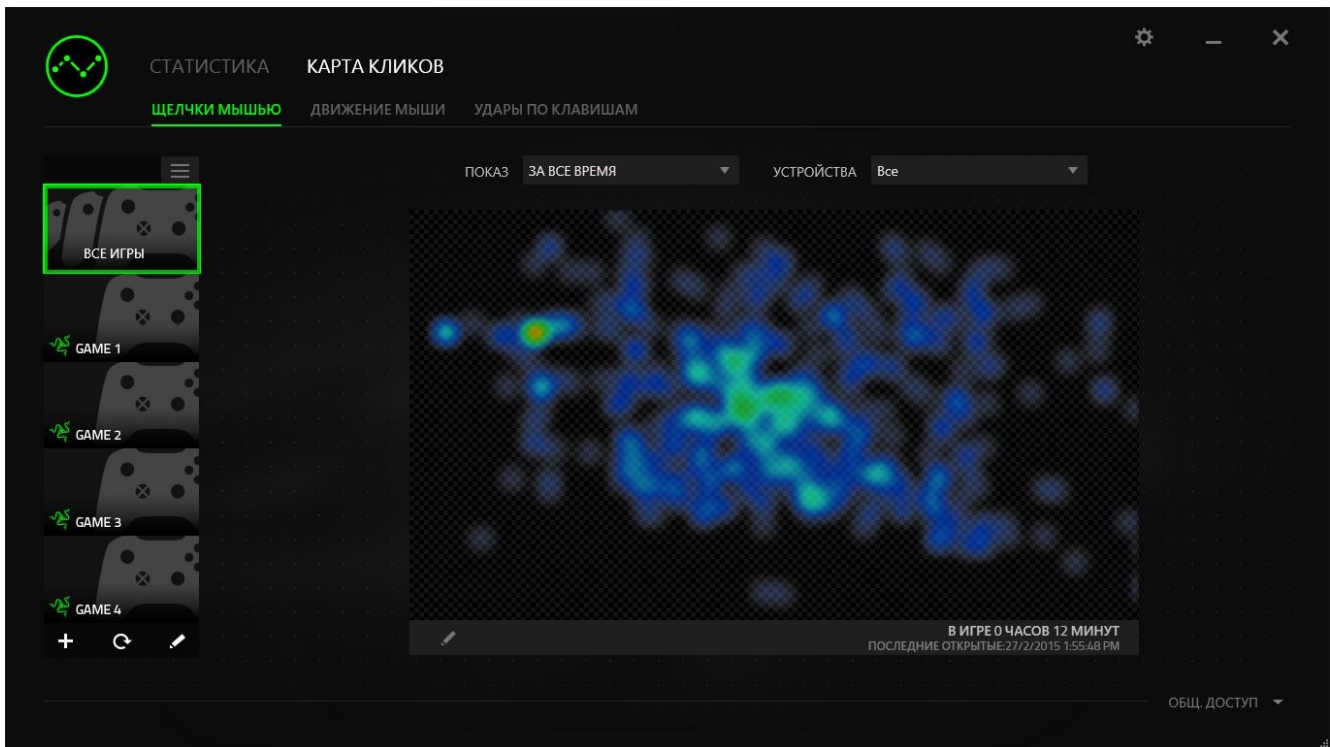 СТАТИСТИКА КАРТА КЛИКОВ
ЩЕЛЧКИ МЫШЬЮ ДВИЖЕНИЕ МЫШИ УДАРЫ ПО КЛАВИШАМ
ПОКАЗ ЗА ВСЕ ВРЕМЯ УСТРОЙСТВА Все
ВСЕ ИГРЫ
GAME 1
GAME 2
GAME 3
GAME 4
В ИГРЕ 0 ЧАСОВ 12 МИНУТ
ПОСЛЕДНИЕ ОТКРЫТЫЕ:27/2/2015 1:55:48 PM
ОБЩ. ДОСТУП